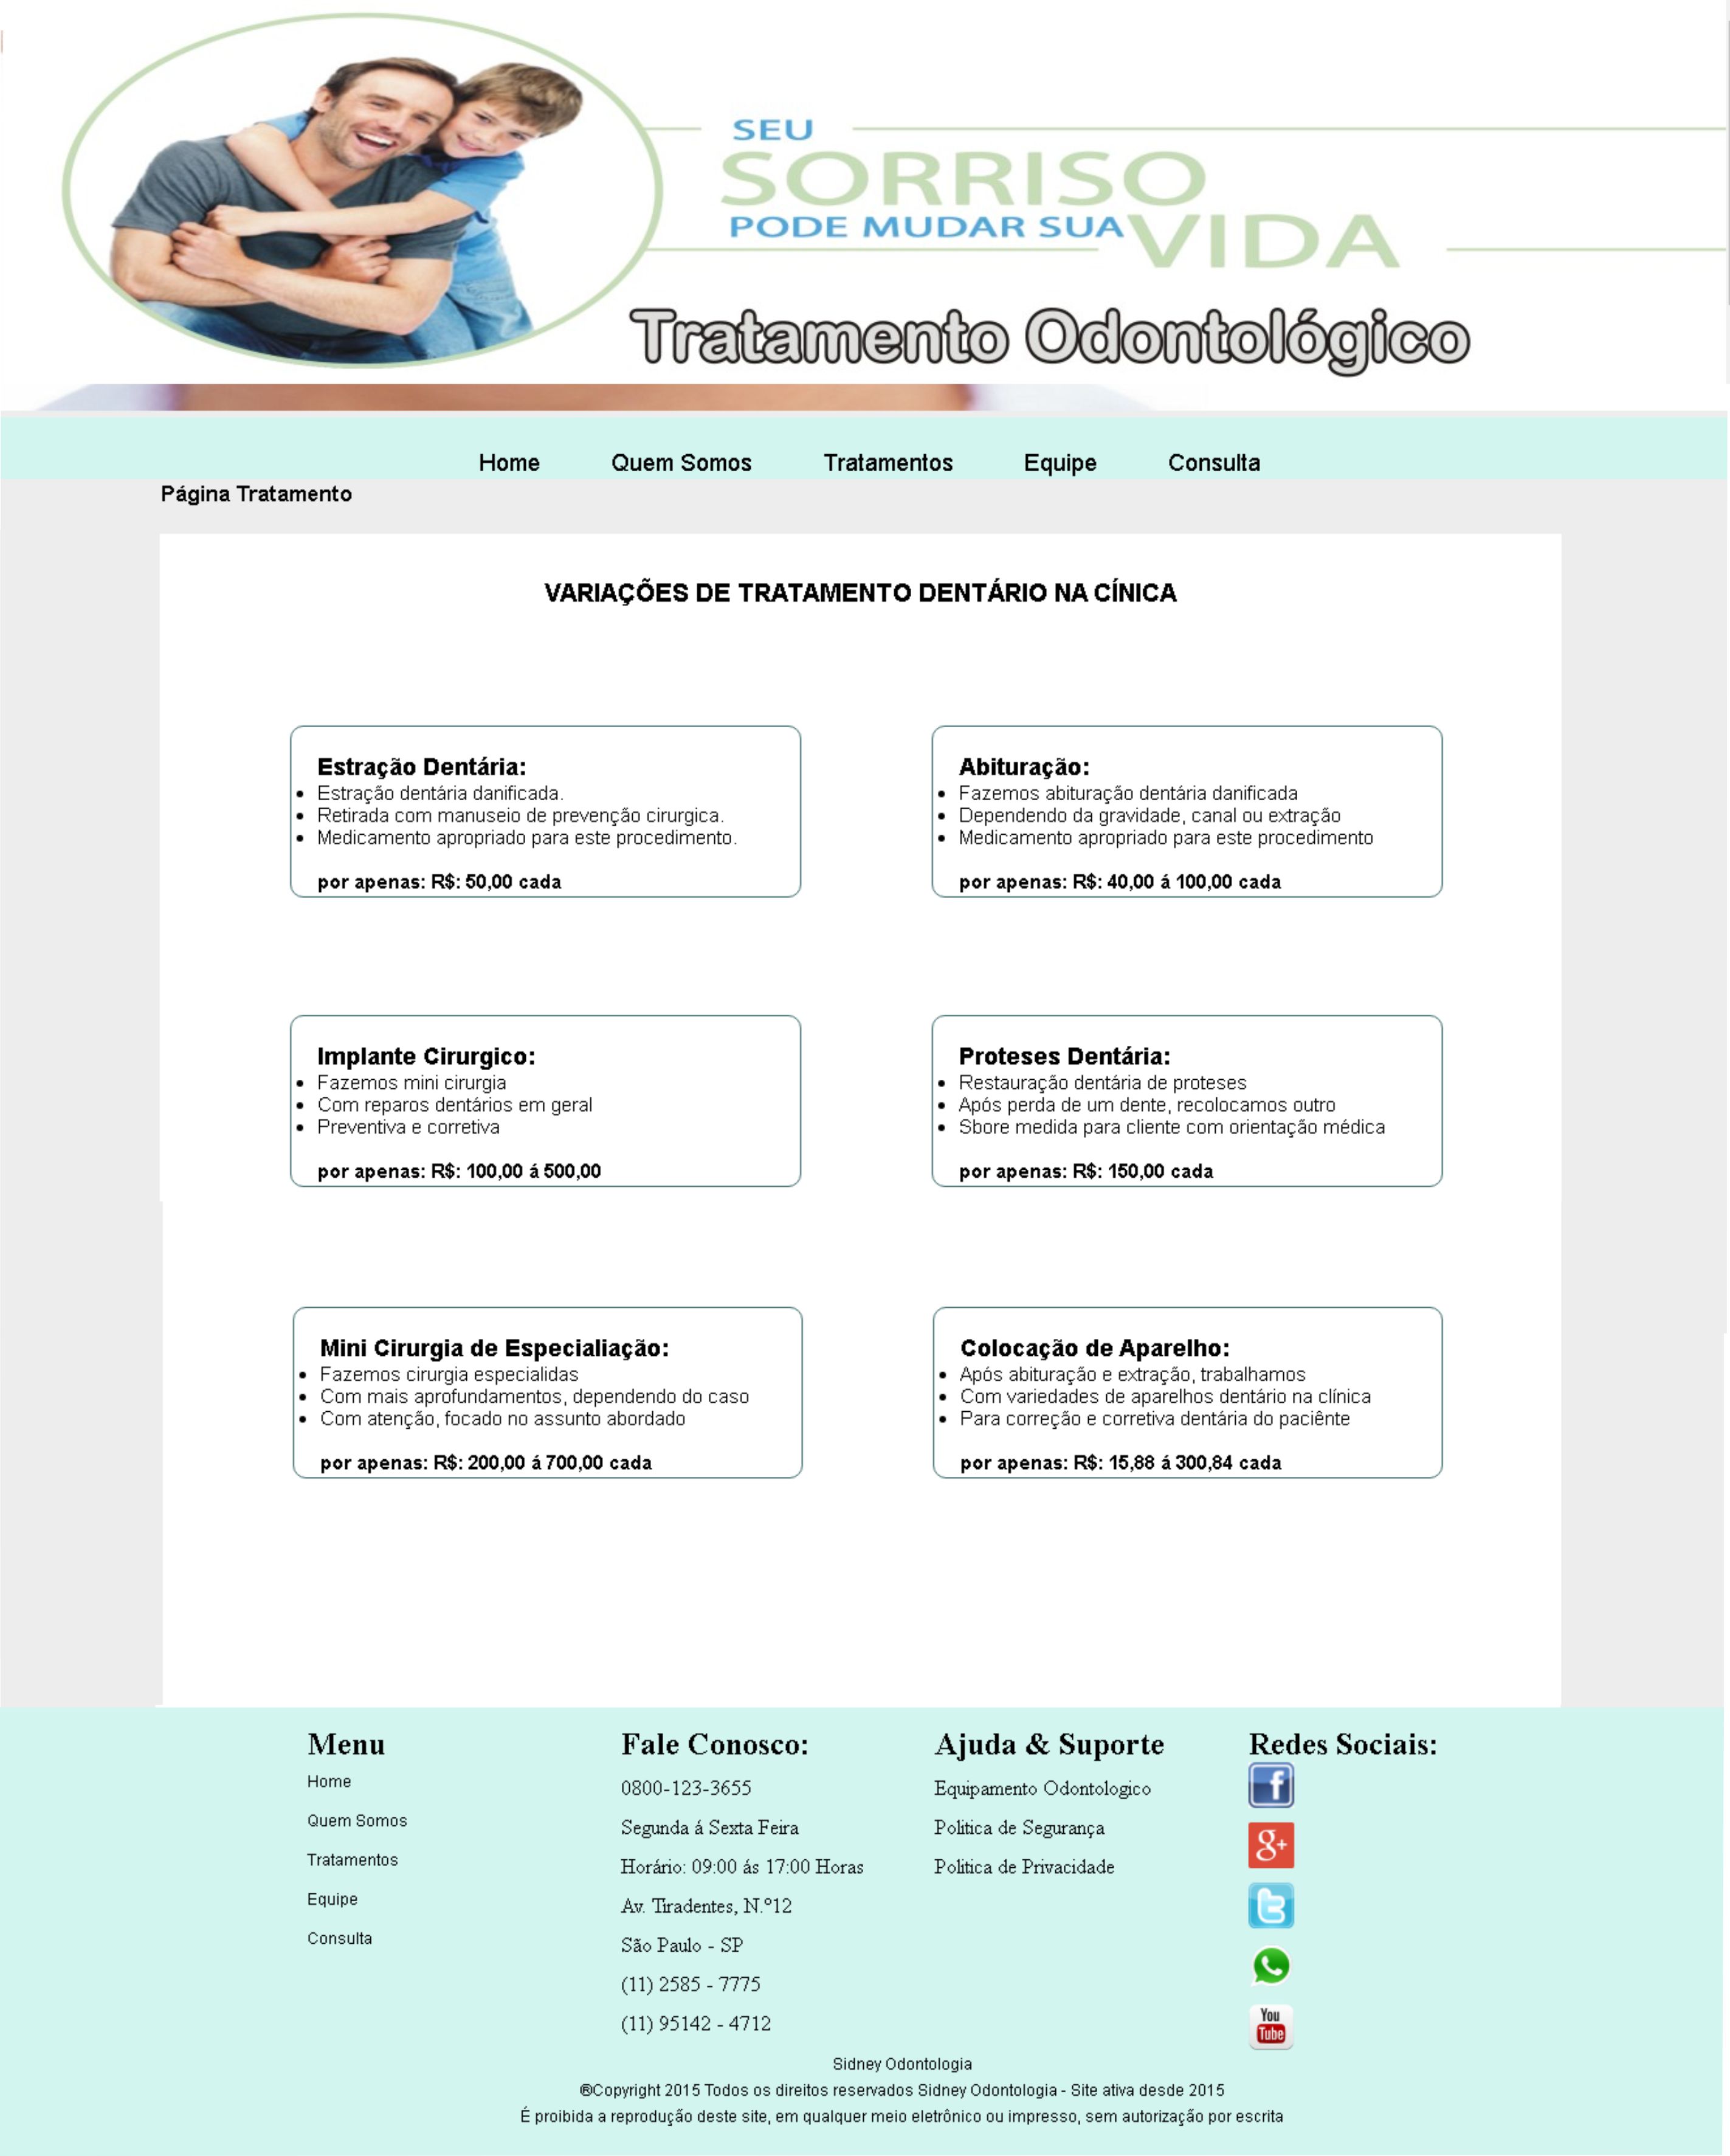 SEU
SORRISO
PODE MUDAR SUA VIDA
Tratamento Odontológico
Home Quem Somos Tratamentos Equipe Consulta
Página Tratamento
VARIAÇÕES DE TRATAMENTO DENTÁRIO NA CÍNICA
Estração Dentária:
• Estração dentária danificada.
• Retirada com manuseio de prevenção cirurgica.
• Medicamento apropriado para este procedimento.
por apenas: R$: 50,00 cada
Abituração:
• Fazemos abituração dentária danificada
• Dependendo da gravidade, canal ou extração
• Medicamento apropriado para este procedimento
por apenas: R$: 40,00 á 100,00 cada
Implante Cirurgico:
• Fazemos mini cirurgia
• Com reparos dentários em geral
• Preventiva e corretiva
por apenas: R$: 100,00 á 500,00
Proteses Dentária:
• Restauração dentária de proteses
• Após perda de um dente, recolocamos outro
• Sbore medida para cliente com orientação médica
por apenas: R$: 150,00 cada
Mini Cirurgia de Especialiação:
• Fazemos cirurgia especialidas
• Com mais aprofundamentos, dependendo do caso
• Com atenção, focado no assunto abordado
por apenas: R$: 200,00 á 700,00 cada
Colocação de Aparelho:
• Após abituração e extração, trabalhamos
• Com variedades de aparelhos dentário na clínica
• Para correção e corretiva dentária do paciênte
por apenas: R$: 15,88 á 300,84 cada
Menu
Home
Quem Somos
Tratamentos
Equipe
Consulta
Fale Conosco:
0800-123-3655
Segunda á Sexta Feira
Horário: 09:00 ás 17:00 Horas
Av. Tiradentes, N.º12
São Paulo - SP
(11) 2585 - 7775
(11) 95142 - 4712
Ajuda & Suporte
Equipamento Odontologico
Politica de Segurança
Politica de Privacidade
Redes Sociais:
f
g+
t
You
Tube
Sidney Odontologia
®Copyright 2015 Todos os direitos reservados Sidney Odontologia - Site ativa desde 2015
É proibida a reprodução deste site, em qualquer meio eletrônico ou impresso, sem autorização por escrita